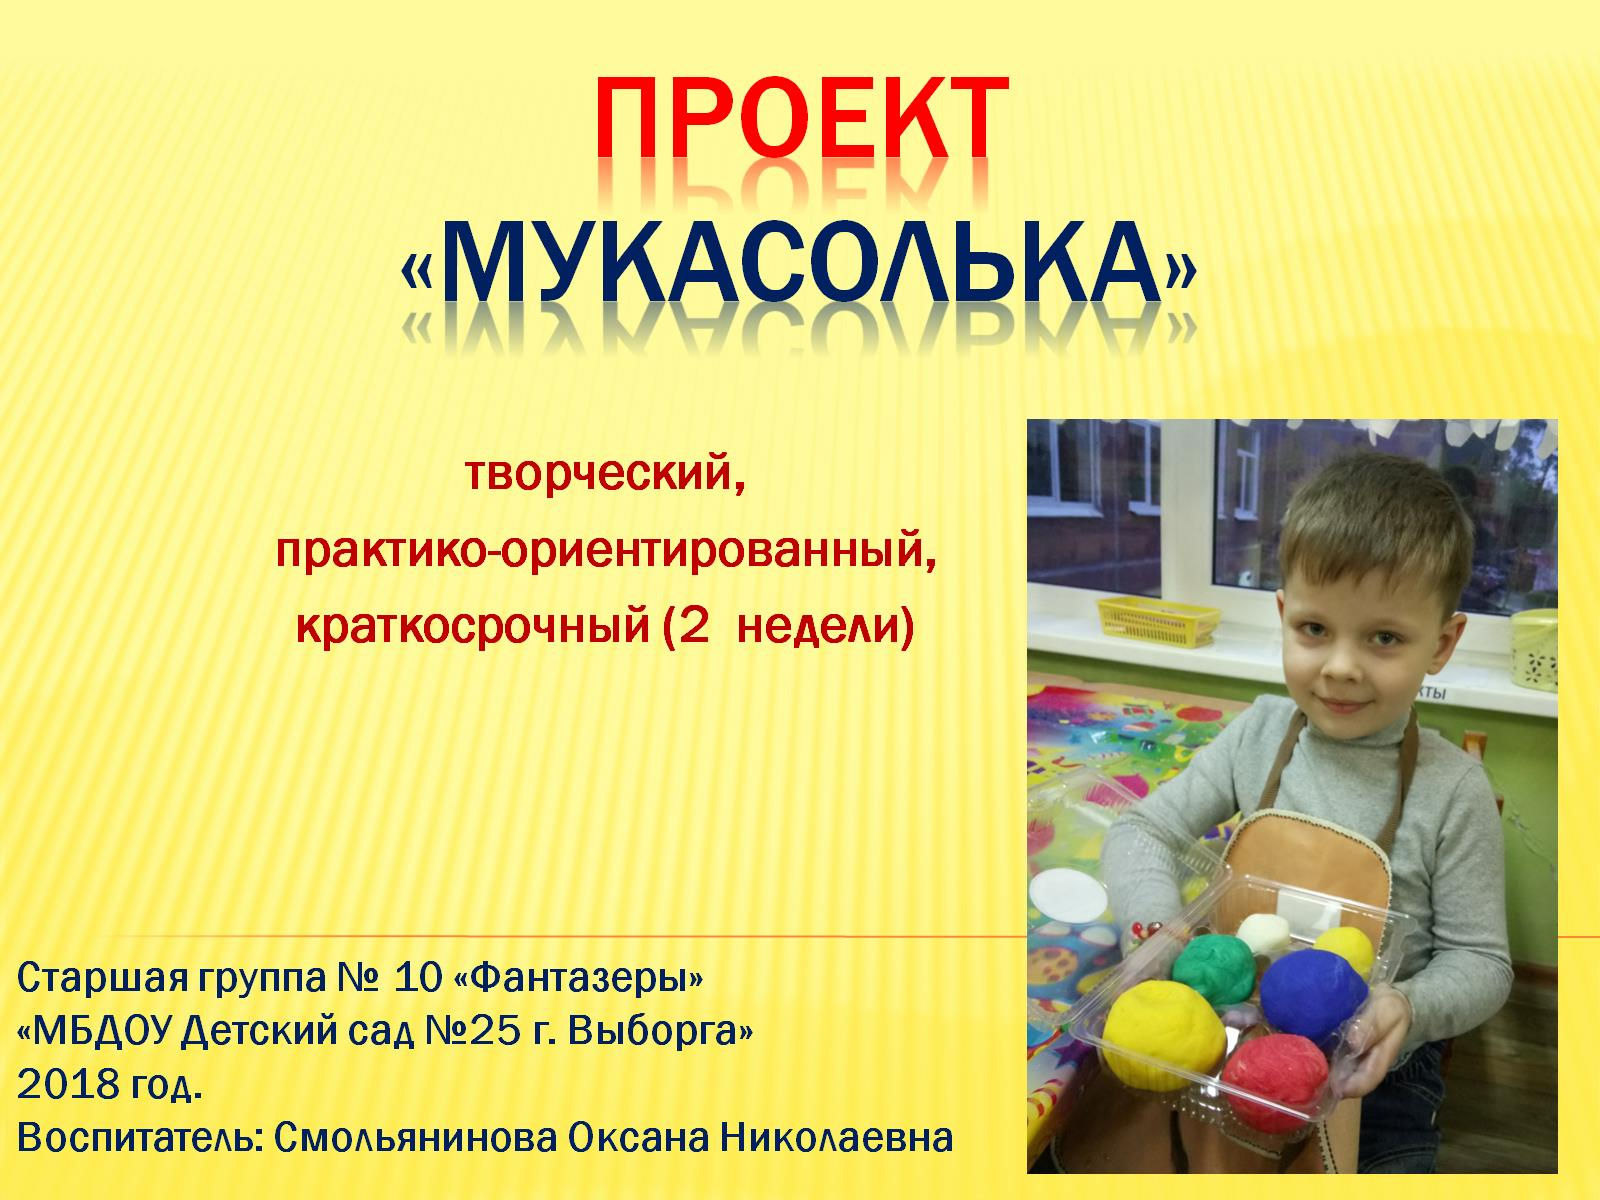 ПРОЕКТ
«МУКАСОЛЬКА»
творческий,
практико-ориентированный,
краткосрочный (2 недели)
Старшая группа № 10 «Фантазеры»
«МБДОУ Детский сад №25 г. Выборга»
2018 год.
Воспитатель: Смольянинова Оксана Николаевна